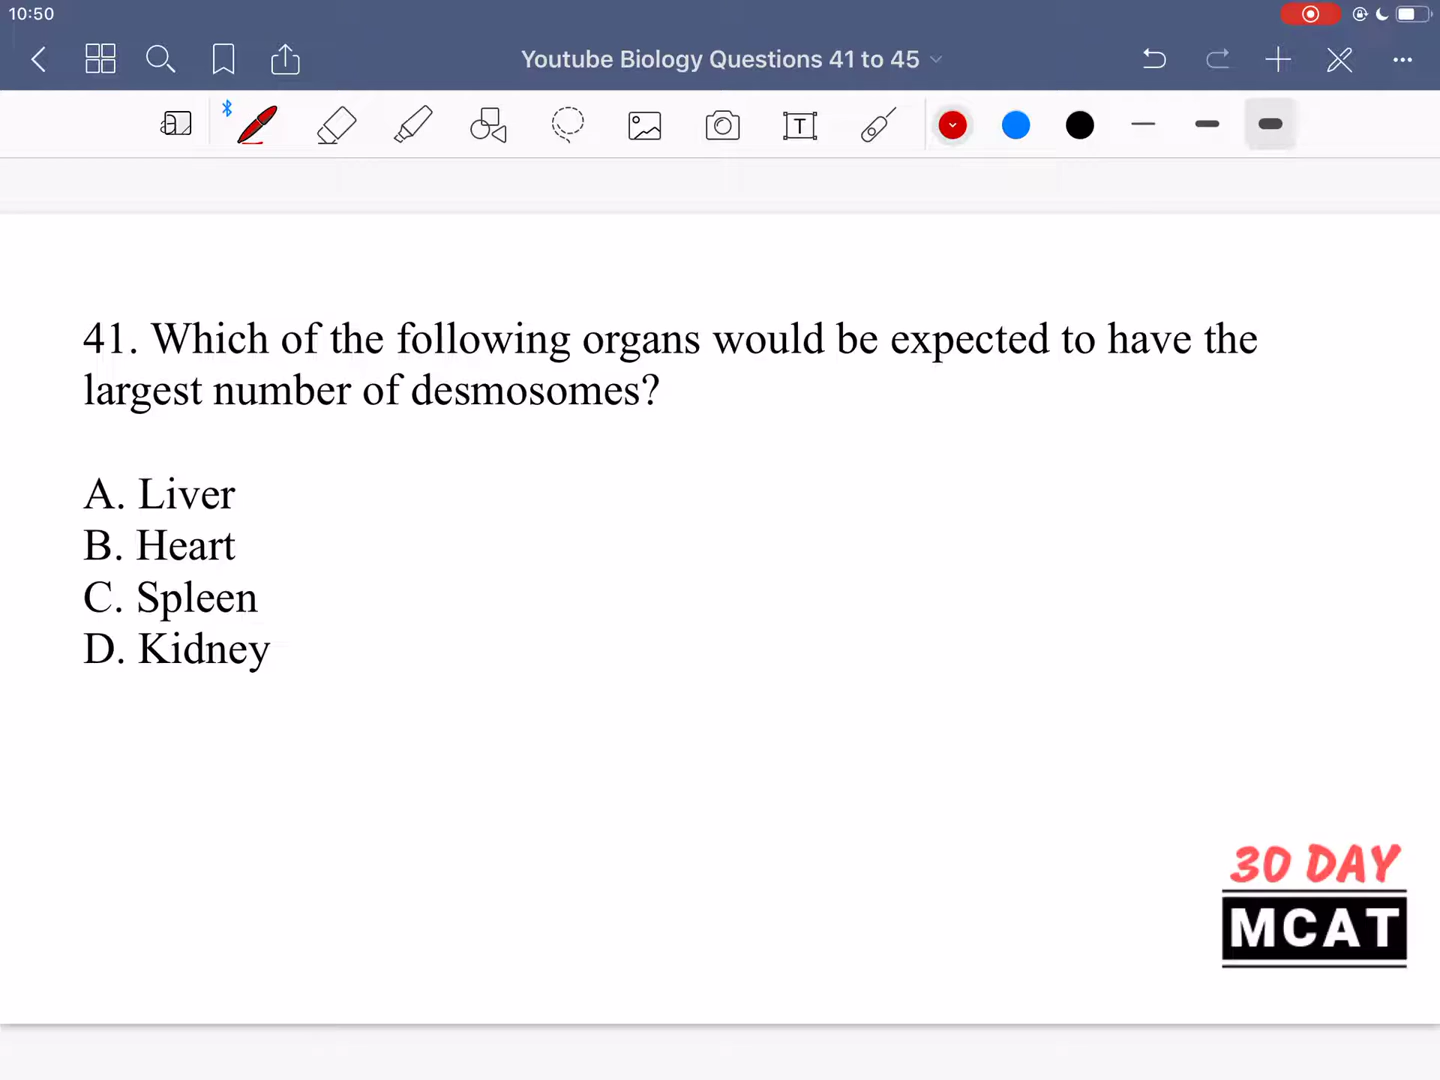 10:50
Youtube Biology Questions 41 to 45
T
41. Which of the following organs would be expected to have the
largest number of desmosomes?
A. Liver
B. Heart
C. Spleen
D. Kidney
30 DAY
MCAT